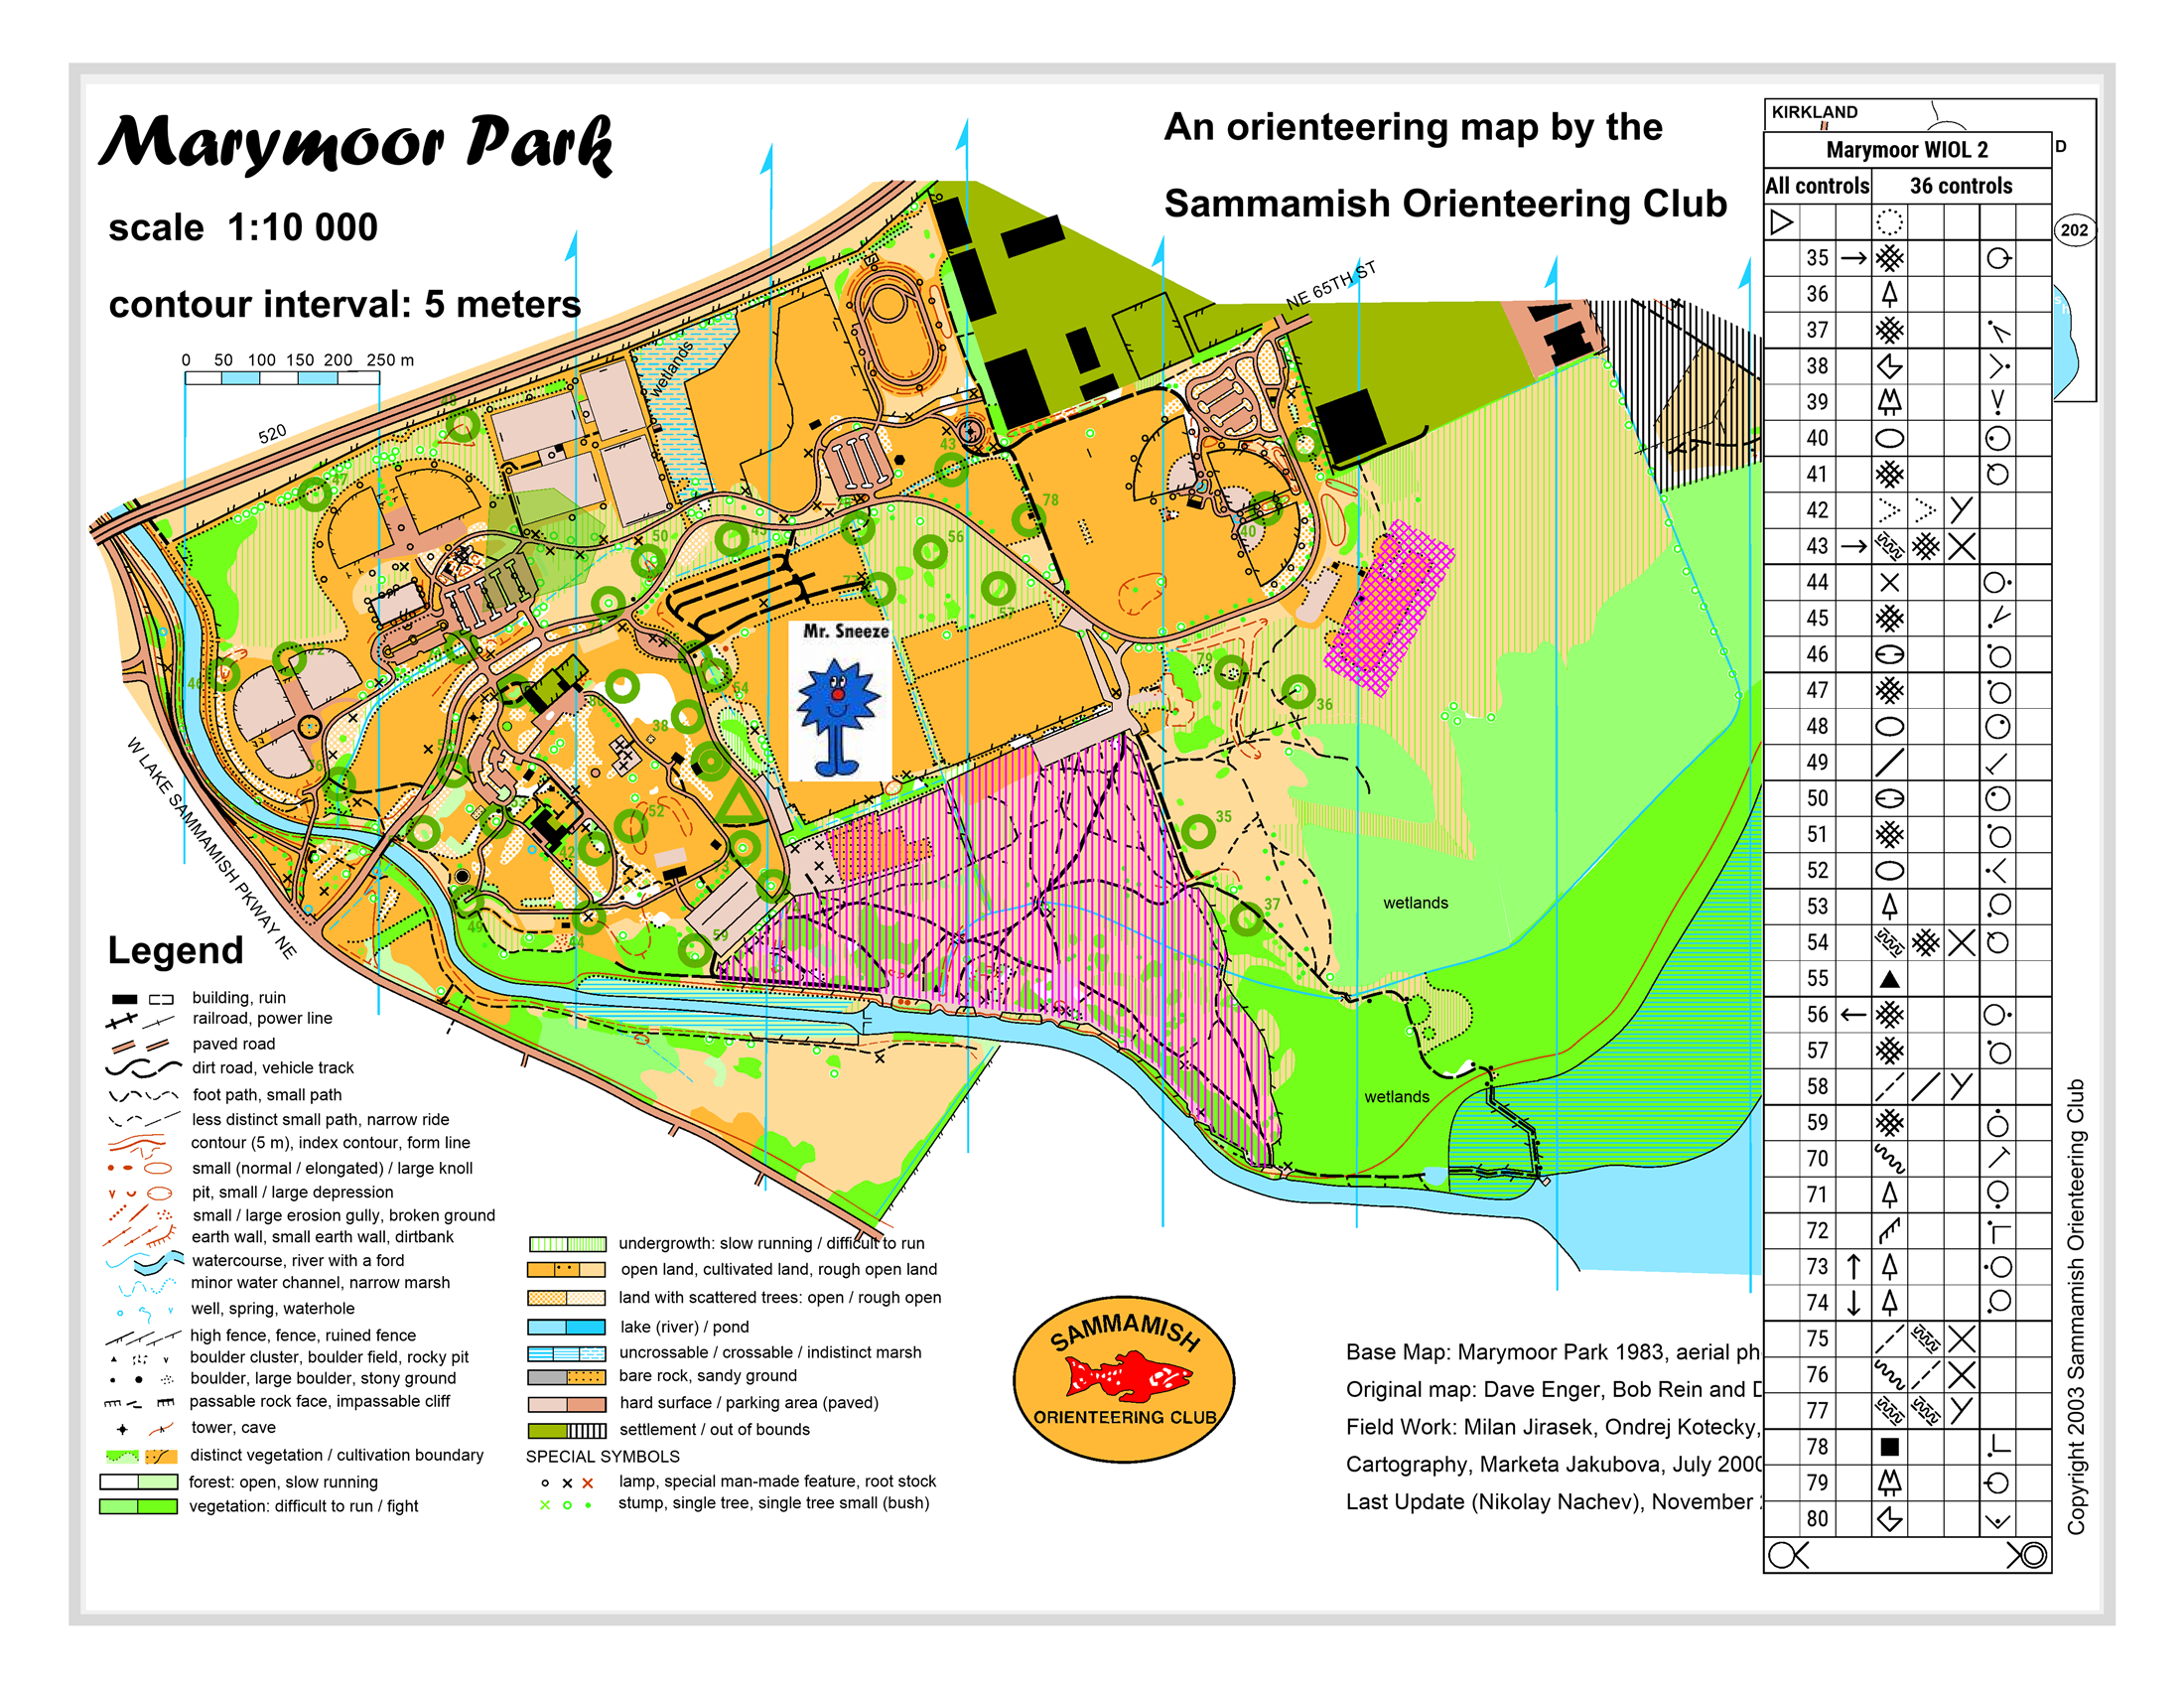 Marymoor Park
scale 1:10 000
contour interval: 5 meters
0 50 100 150 200 250 m
An orienteering map by the
Sammamish Orienteering Club
KIRKLAND
D
202
Marymoor WIOL 2
All controls 36 controls
35
36
37
38
39
40
41
42
43
44
45
46
47
48
49
50
51
52
53
54
55
56
57
58
59
70
71
72
73
74
75
76
77
78
79
80
NE 65TH ST
520
wetlands
W LAKE SAMMAMISH PKWAY NE
Mr. Sneeze
43
78
50
56
57
40
47
72
46
64
38
79
36
52
35
37
49
44
59
wetlands
wetlands
Legend
building, ruin
railroad, power line
paved road
dirt road, vehicle track
foot path, small path
less distinct small path, narrow ride
contour (5 m), index contour, form line
small (normal / elongated) / large knoll
pit, small / large depression
small / large erosion gully, broken ground
earth wall, small earth wall, dirtbank
watercourse, river with a ford
minor water channel, narrow marsh
well, spring, waterhole
high fence, fence, ruined fence
boulder cluster, boulder field, rocky pit
boulder, large boulder, stony ground
passable rock face, impassable cliff
tower, cave
distinct vegetation / cultivation boundary
forest: open, slow running
vegetation: difficult to run / fight
undergrowth: slow running / difficult to run
open land, cultivated land, rough open land
land with scattered trees: open / rough open
lake (river) / pond
uncrossable / crossable / indistinct marsh
bare rock, sandy ground
hard surface / parking area (paved)
settlement / out of bounds
SPECIAL SYMBOLS
lamp, special man-made feature, root stock
stump, single tree, single tree small (bush)
SAMMAMISH
ORIENTEERING CLUB
Base Map: Marymoor Park 1983, aerial ph
Original map: Dave Enger, Bob Rein and D
Field Work: Milan Jirasek, Ondrej Kotecky,
Cartography, Marketa Jakubova, July 2000
Last Update (Nikolay Nachev), November
Copyright 2003 Sammamish Orienteering Club